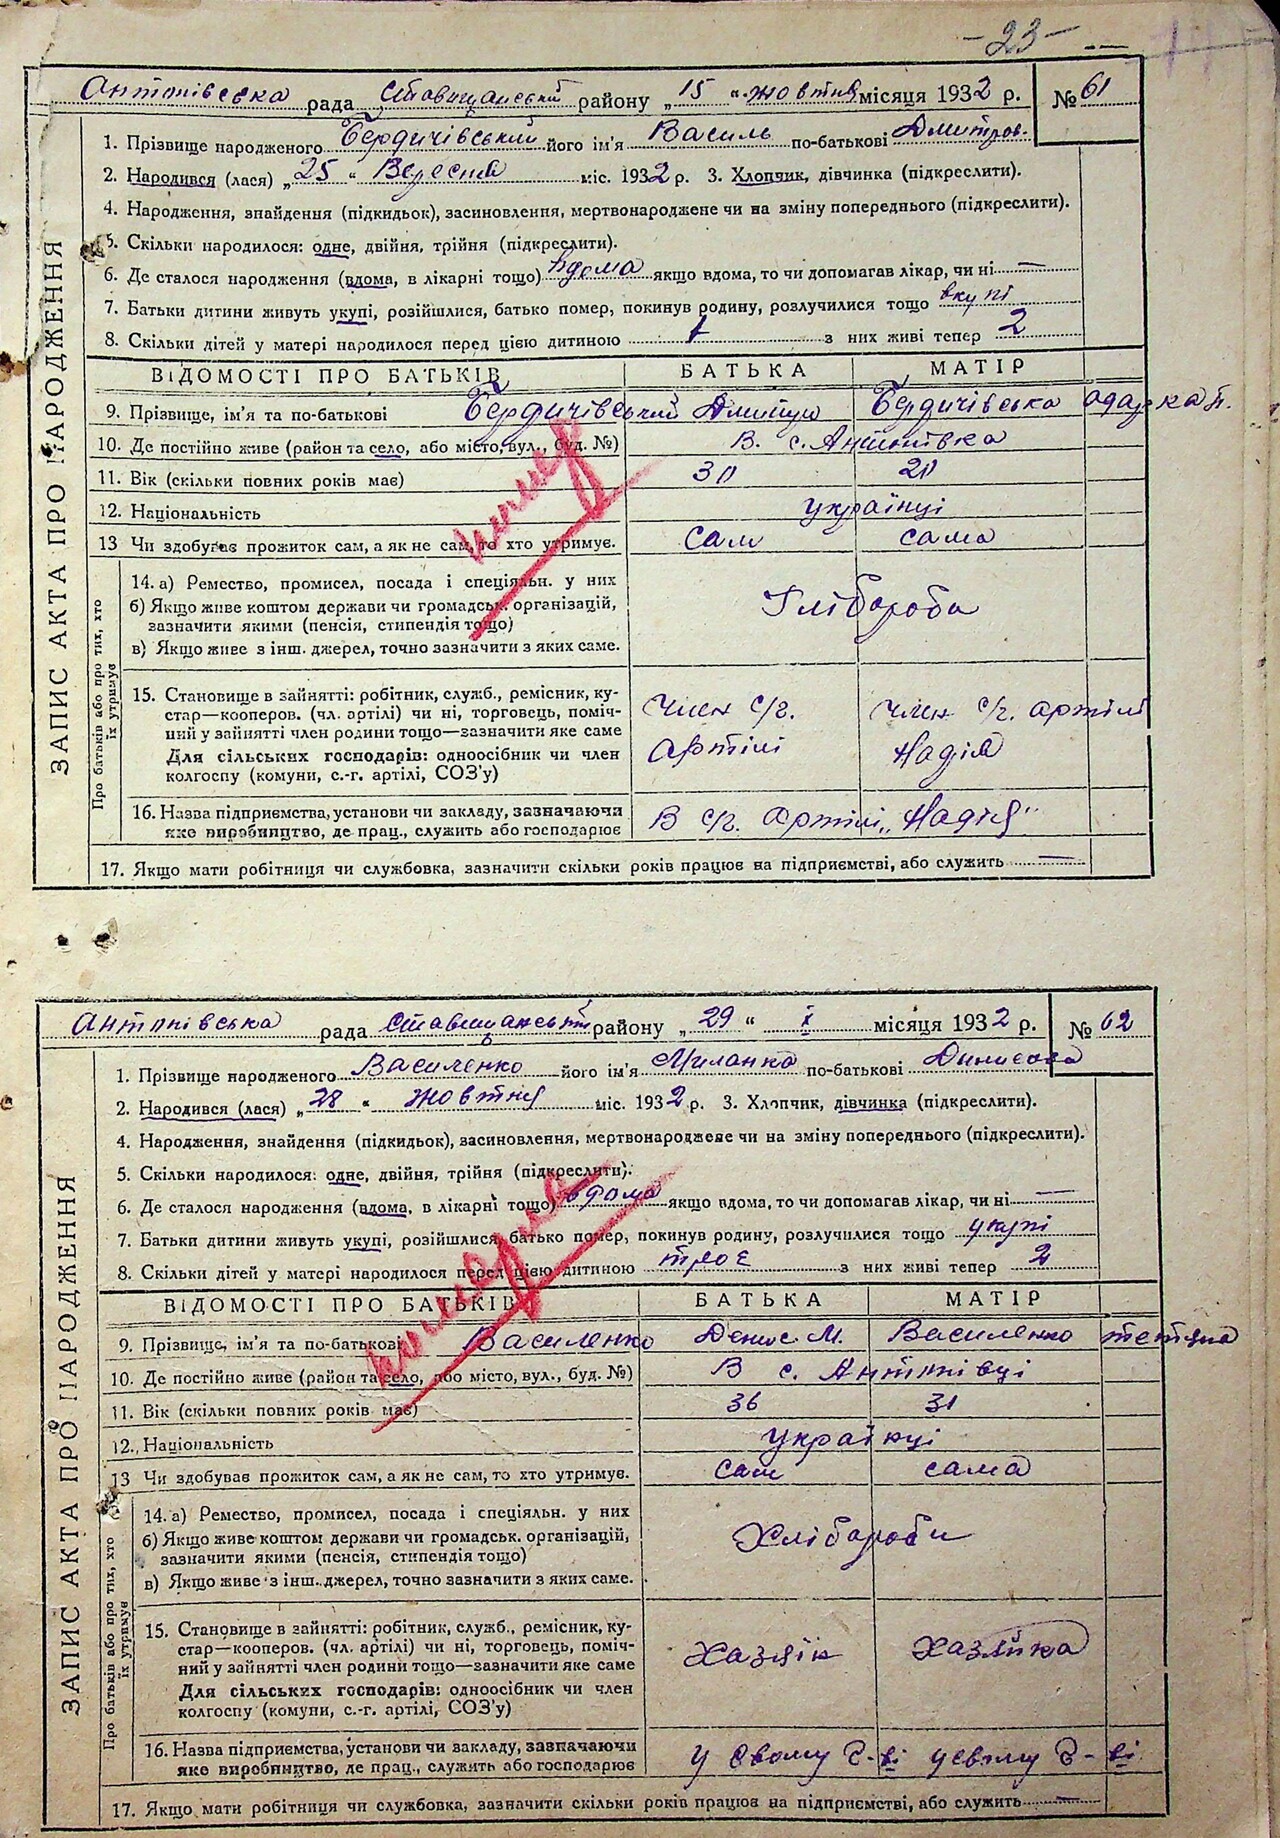 -23-
Антонівська рада Ставищанський району „15 “ жовтня місяця 1932 р. № 61
ЗАПИС АКТА ПРО НАРОДЖЕННЯ
1. Прізвище народженого Бердичівський його ім'я Василь по-батькові Дмитров.
2. Народився (лася) „25 “ Вересня міс. 1932 р. 3. Хлопчик, дівчинка (підкреслити).
4. Народження, знайдення (підкидьок), засиновлення, мертвонароджене чи на зміну попереднього (підкреслити).
5. Скільки народилося: одне, двійня, трійня (підкреслити).
6. Де сталося народження (вдома, в лікарні тощо) вдома якщо вдома, то чи допомагав лікар, чи ні —
7. Батьки дитини живуть укупі, розійшлися, батько помер, покинув родину, розлучилися тощо вкупі
8. Скільки дітей у матері народилося перед цією дитиною 1 з них живі тепер 2
ВІДОМОСТІ ПРО БАТЬКІВ БАТЬКА МАТІР
9. Прізвище, ім'я та по-батькові Бердичівський Дмитро Бердичівська Одарка П.
10. Де постійно живе (район та село, або місто, вул., буд. №) В. с. Антонівка
11. Вік (скільки повних років має) 30 20
12. Національність українці
13 Чи здобуває прожиток сам, а як не сам, то хто утримує. сам сама
помер
Про батьків або про тих, хто їх утримує
14. а) Ремество, промисел, посада і спеціяльн. у них
б) Якщо живе коштом держави чи громадськ. організацій,
зазначити якими (пенсія, стипендія тощо)
Хлібороби
в) Якщо живе з інш. джерел, точно зазначити з яких саме.
15. Становище в зайнятті: робітник, служб., ремісник, ку-
стар—кооперов. (чл. артілі) чи ні, торговець, поміч-
ний у зайнятті член родини тощо—зазначити яке саме
Для сільських господарів: одноосібник чи член
колгоспу (комуни, с.-г. артілі, СОЗ'у)
член с/г. член с/г. артілі
артілі Надія
16. Назва підприємства, установи чи закладу, зазначаючи
яке виробництво, де прац., служить або господарює В с/г. артілі „Надія“
17. Якщо мати робітниця чи службовка, зазначити скільки років працює на підприємстві, або служить —
Антонівська рада Ставищанський району „29 “ X місяця 1932 р. № 62
ЗАПИС АКТА ПРО НАРОДЖЕННЯ
1. Прізвище народженого Василенко його ім'я Миланка по-батькові Динисова
2. Народився (лася) „28 “ жовтня міс. 1932 р. 3. Хлопчик, дівчинка (підкреслити).
4. Народження, знайдення (підкидьок), засиновлення, мертвонароджене чи на зміну попереднього (підкреслити).
5. Скільки народилося: одне, двійня, трійня (підкреслити).
6. Де сталося народження (вдома, в лікарні тощо) вдома якщо вдома, то чи допомагав лікар, чи ні —
7. Батьки дитини живуть укупі, розійшлися, батько помер, покинув родину, розлучилися тощо укупі
8. Скільки дітей у матері народилося перед цією дитиною троє з них живі тепер 2
померла
ВІДОМОСТІ ПРО БАТЬКІВ БАТЬКА МАТІР
9. Прізвище, ім'я та по-батькові Василенко Денис М. Василенко тетяна
10. Де постійно живе (район та село, або місто, вул., буд. №) В с. Антонівці
11. Вік (скільки повних років має) 36 31
12. Національність українці
13 Чи здобуває прожиток сам, а як не сам, то хто утримує. сам сама
Про батьків або про тих, хто їх утримує
14. а) Ремество, промисел, посада і спеціяльн. у них
б) Якщо живе коштом держави чи громадськ. організацій,
зазначити якими (пенсія, стипендія тощо)
Хлібороби
в) Якщо живе з інш. джерел, точно зазначити з яких саме.
15. Становище в зайнятті: робітник, служб., ремісник, ку-
стар—кооперов. (чл. артілі) чи ні, торговець, поміч-
ний у зайнятті член родини тощо—зазначити яке саме
Для сільських господарів: одноосібник чи член
колгоспу (комуни, с.-г. артілі, СОЗ'у)
Хазяїн Хазяйка
16. Назва підприємства, установи чи закладу, зазначаючи
яке виробництво, де прац., служить або господарює у свому г-ві у свому г-ві
17. Якщо мати робітниця чи службовка, зазначити скільки років працює на підприємстві, або служить —